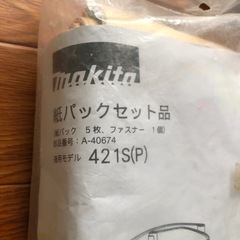 makita
紙パックセット品
(紙パック 5枚、ファスナー 1個)
部品番号: A-40674
適用モデル 421S(P)